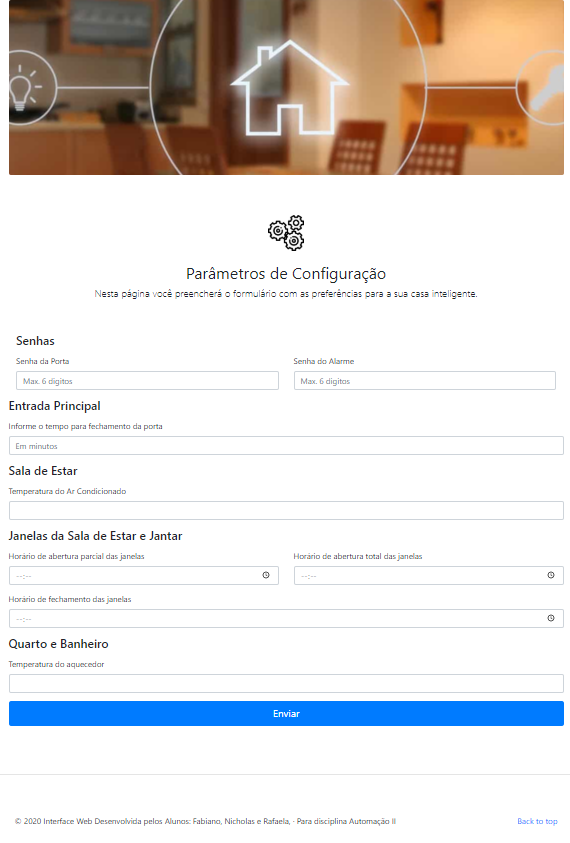 Parâmetros de Configuração
Nesta página você preencherá o formulário com as preferências para a sua casa inteligente.
Senhas
Senha da Porta
Senha do Alarme
Max. 6 digitos
Max. 6 digitos
Entrada Principal
Informe o tempo para fechamento da porta
Em minutos
Sala de Estar
Temperatura do Ar Condicionado
Janelas da Sala de Estar e Jantar
Horário de abertura parcial das janelas
Horário de abertura total das janelas
--:--
--:--
Horário de fechamento das janelas
--:--
Quarto e Banheiro
Temperatura do aquecedor
Enviar
© 2020 Interface Web Desenvolvida pelos Alunos: Fabiano, Nicholas e Rafaela, · Para disciplina Automação II
Back to top